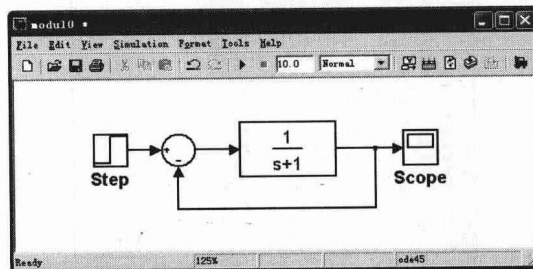 modul0 *
File Edit View Simulation Format Tools Help
10.0 Normal
1
s+1
+
-
Step
Scope
Ready 125% ode45